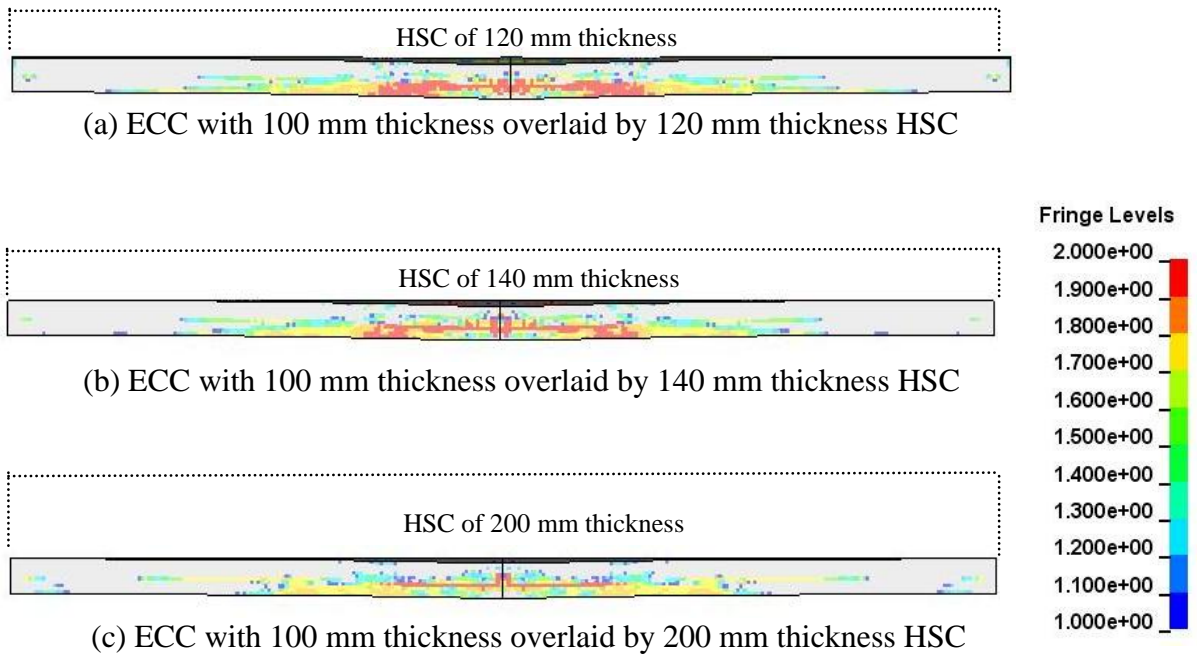 HSC of 120 mm thickness
(a) ECC with 100 mm thickness overlaid by 120 mm thickness HSC
HSC of 140 mm thickness
(b) ECC with 100 mm thickness overlaid by 140 mm thickness HSC
HSC of 200 mm thickness
(c) ECC with 100 mm thickness overlaid by 200 mm thickness HSC
Fringe Levels
2.000e+00
1.900e+00
1.800e+00
1.700e+00
1.600e+00
1.500e+00
1.400e+00
1.300e+00
1.200e+00
1.100e+00
1.000e+00